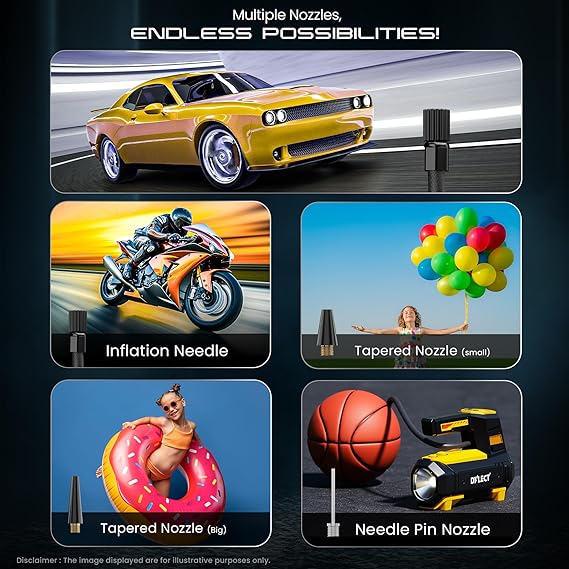 Multiple Nozzles,
ENDLESS POSSIBILITIES!
Inflation Needle
Tapered Nozzle (small)
Tapered Nozzle (Big)
DYLECT
Needle Pin Nozzle
Disclaimer : The image displayed are for illustrative purposes only.